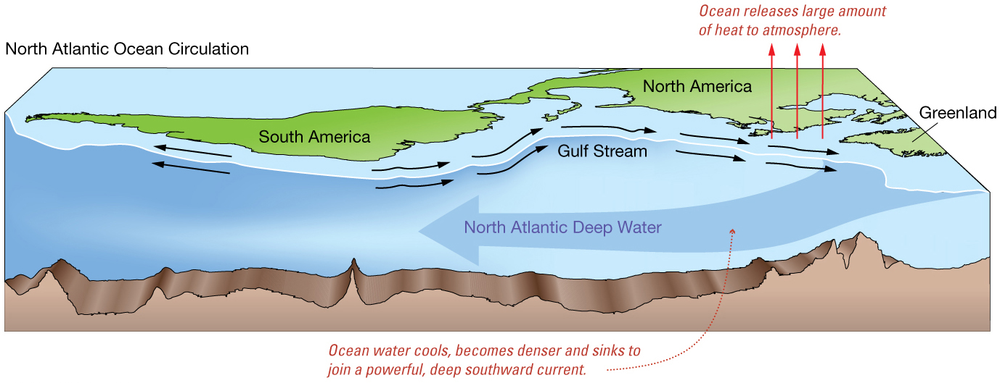 Ocean releases large amount
of heat to atmosphere.
North Atlantic Ocean Circulation
North America
Greenland
South America
Gulf Stream
North Atlantic Deep Water
Ocean water cools, becomes denser and sinks to
join a powerful, deep southward current.